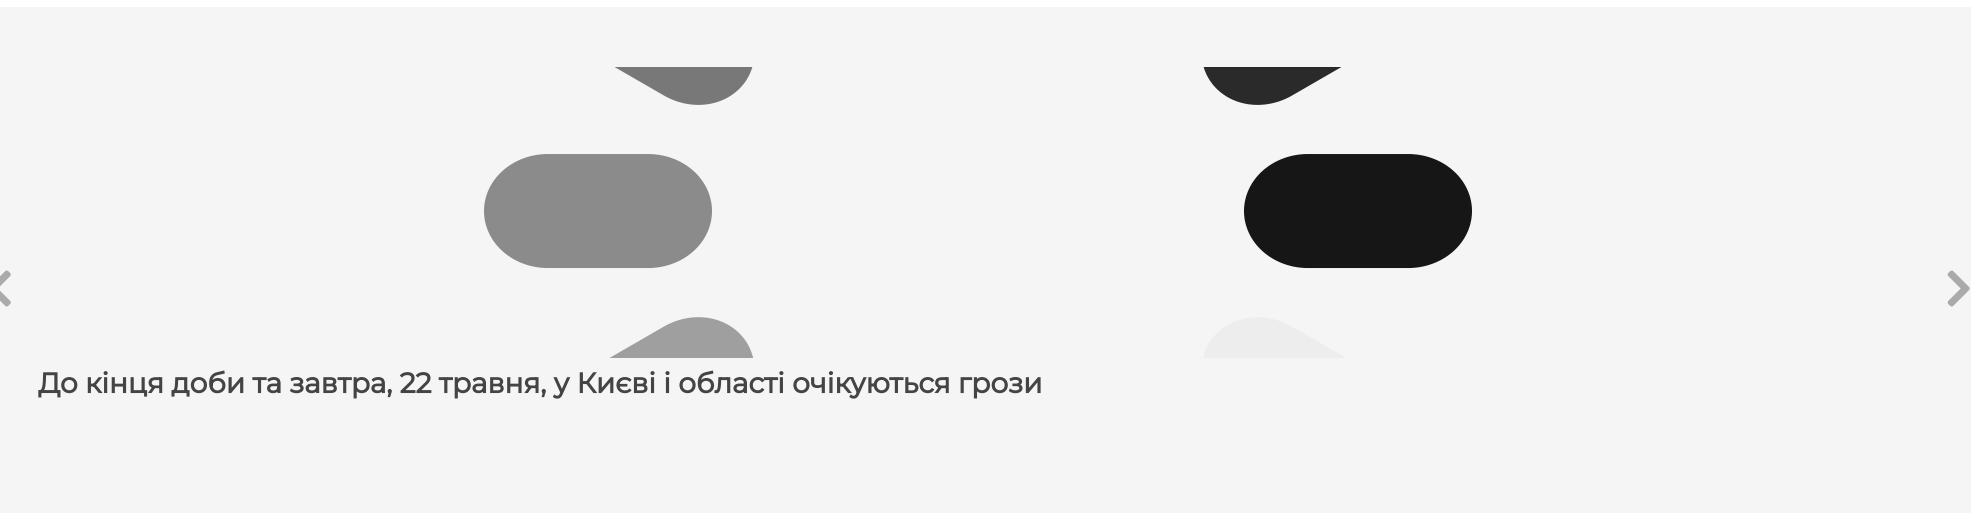 До кінця доби та завтра, 22 травня, у Києві і області очікуються грози